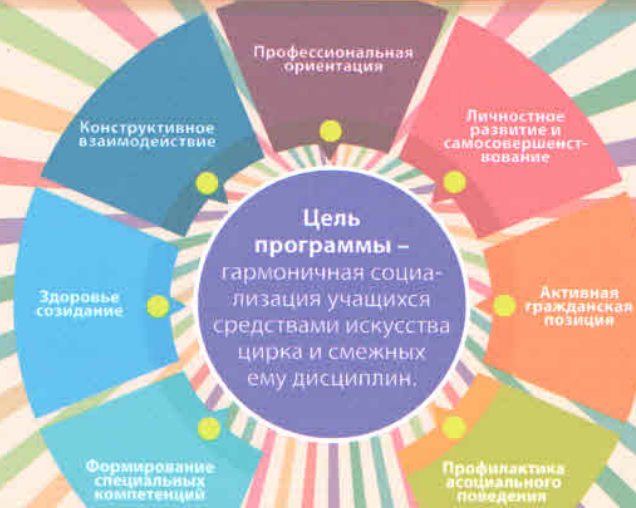 Профессиональная
ориентация
Конструктивное
взаимодействие
Личностное
развитие и
самосовершенст-
вование
Цель
программы –
гармоничная социа-
лизация учащихся
средствами искусства
цирка и смежных
ему дисциплин.
Здоровье
созидание
Активная
гражданская
позиция
Формирование
специальных
компетенций
Профилактика
асоциального
поведения